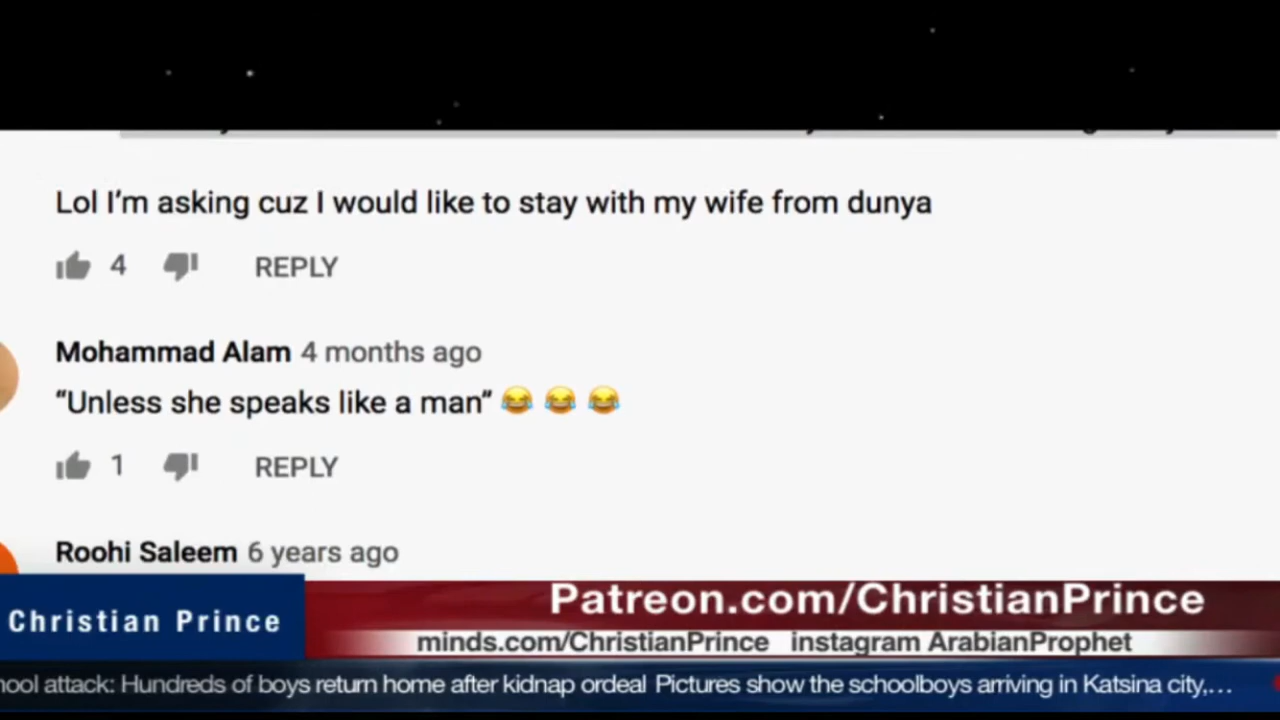 Lol I'm asking cuz I would like to stay with my wife from dunya
4 REPLY
Mohammad Alam 4 months ago
“Unless she speaks like a man” 😂 😂 😂
1 REPLY
Roohi Saleem 6 years ago
Christian Prince
Patreon.com/ChristianPrince
minds.com/ChristianPrince instagram ArabianProphet
attack: Hundreds of boys return home after kidnap ordeal Pictures show the schoolboys arriving in Katsina city,...